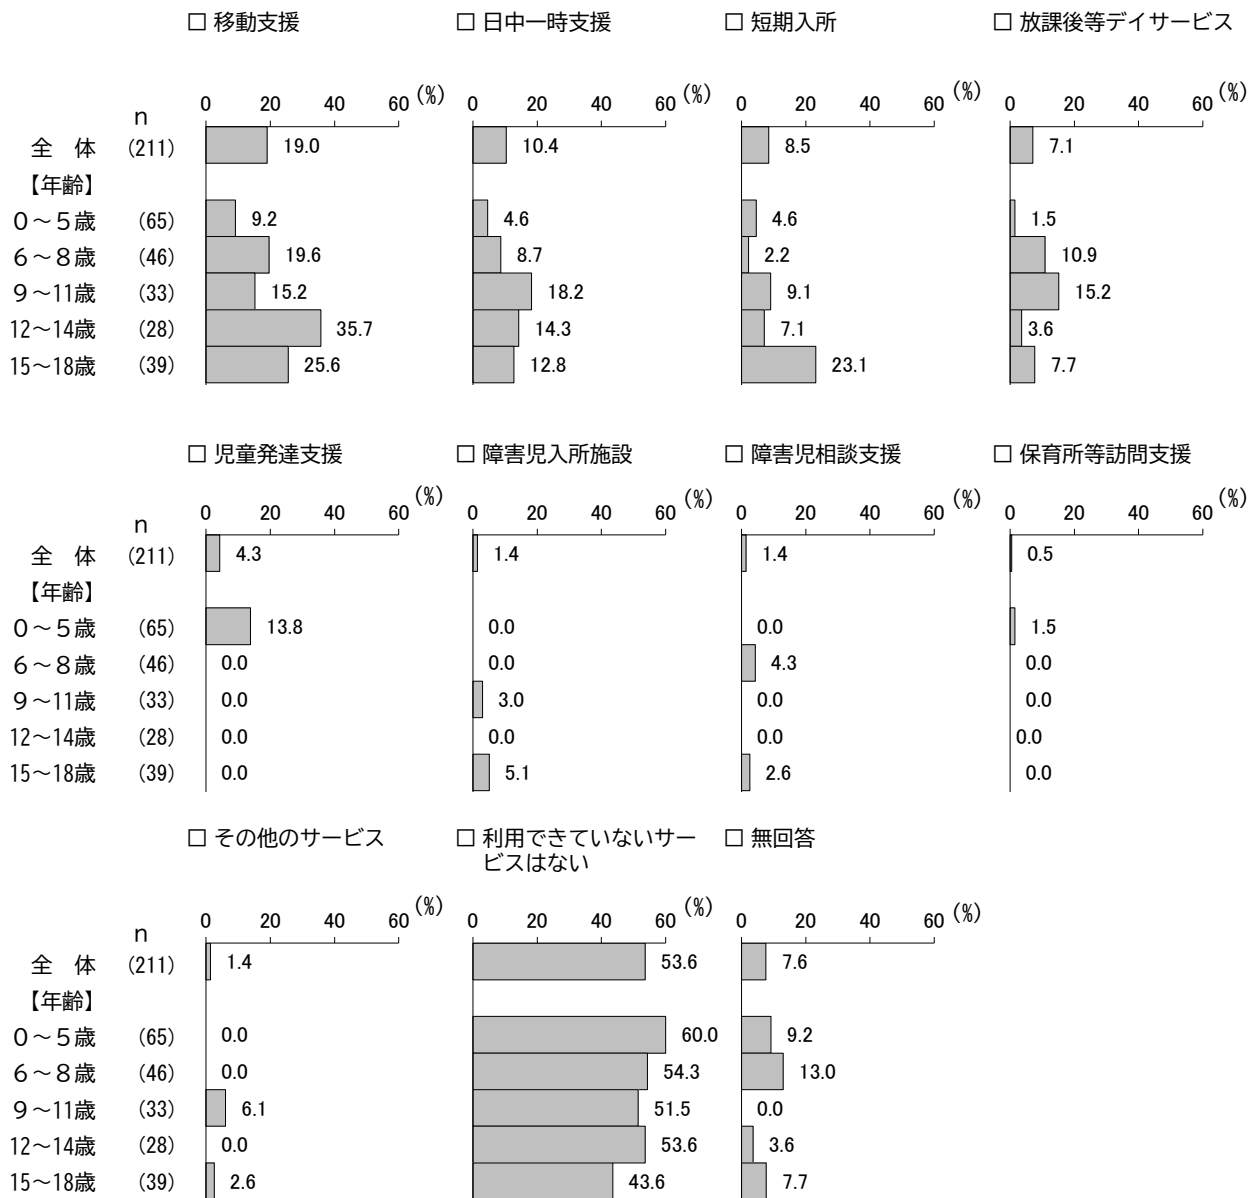 □ 移動支援 □ 日中一時支援 □ 短期入所 □ 放課後等デイサービス
0 20 40 60 (%) 0 20 40 60 (%) 0 20 40 60 (%) 0 20 40 60 (%)
n
全 体 (211) 19.0 10.4 8.5 7.1
【年齢】
0～5歳 (65) 9.2 4.6 4.6 1.5
6～8歳 (46) 19.6 8.7 2.2 10.9
9～11歳 (33) 15.2 18.2 9.1 15.2
12～14歳 (28) 35.7 14.3 7.1 3.6
15～18歳 (39) 25.6 12.8 23.1 7.7
□ 児童発達支援 □ 障害児入所施設 □ 障害児相談支援 □ 保育所等訪問支援
0 20 40 60 (%) 0 20 40 60 (%) 0 20 40 60 (%) 0 20 40 60 (%)
n
全 体 (211) 4.3 1.4 1.4 0.5
【年齢】
0～5歳 (65) 13.8 0.0 0.0 1.5
6～8歳 (46) 0.0 0.0 4.3 0.0
9～11歳 (33) 0.0 3.0 0.0 0.0
12～14歳 (28) 0.0 0.0 0.0 0.0
15～18歳 (39) 0.0 5.1 2.6 0.0
□ その他のサービス □ 利用できていないサー □ 無回答
ビスはない
0 20 40 60 (%) 0 20 40 60 (%) 0 20 40 60 (%)
n
全 体 (211) 1.4 53.6 7.6
【年齢】
0～5歳 (65) 0.0 60.0 9.2
6～8歳 (46) 0.0 54.3 13.0
9～11歳 (33) 6.1 51.5 0.0
12～14歳 (28) 0.0 53.6 3.6
15～18歳 (39) 2.6 43.6 7.7